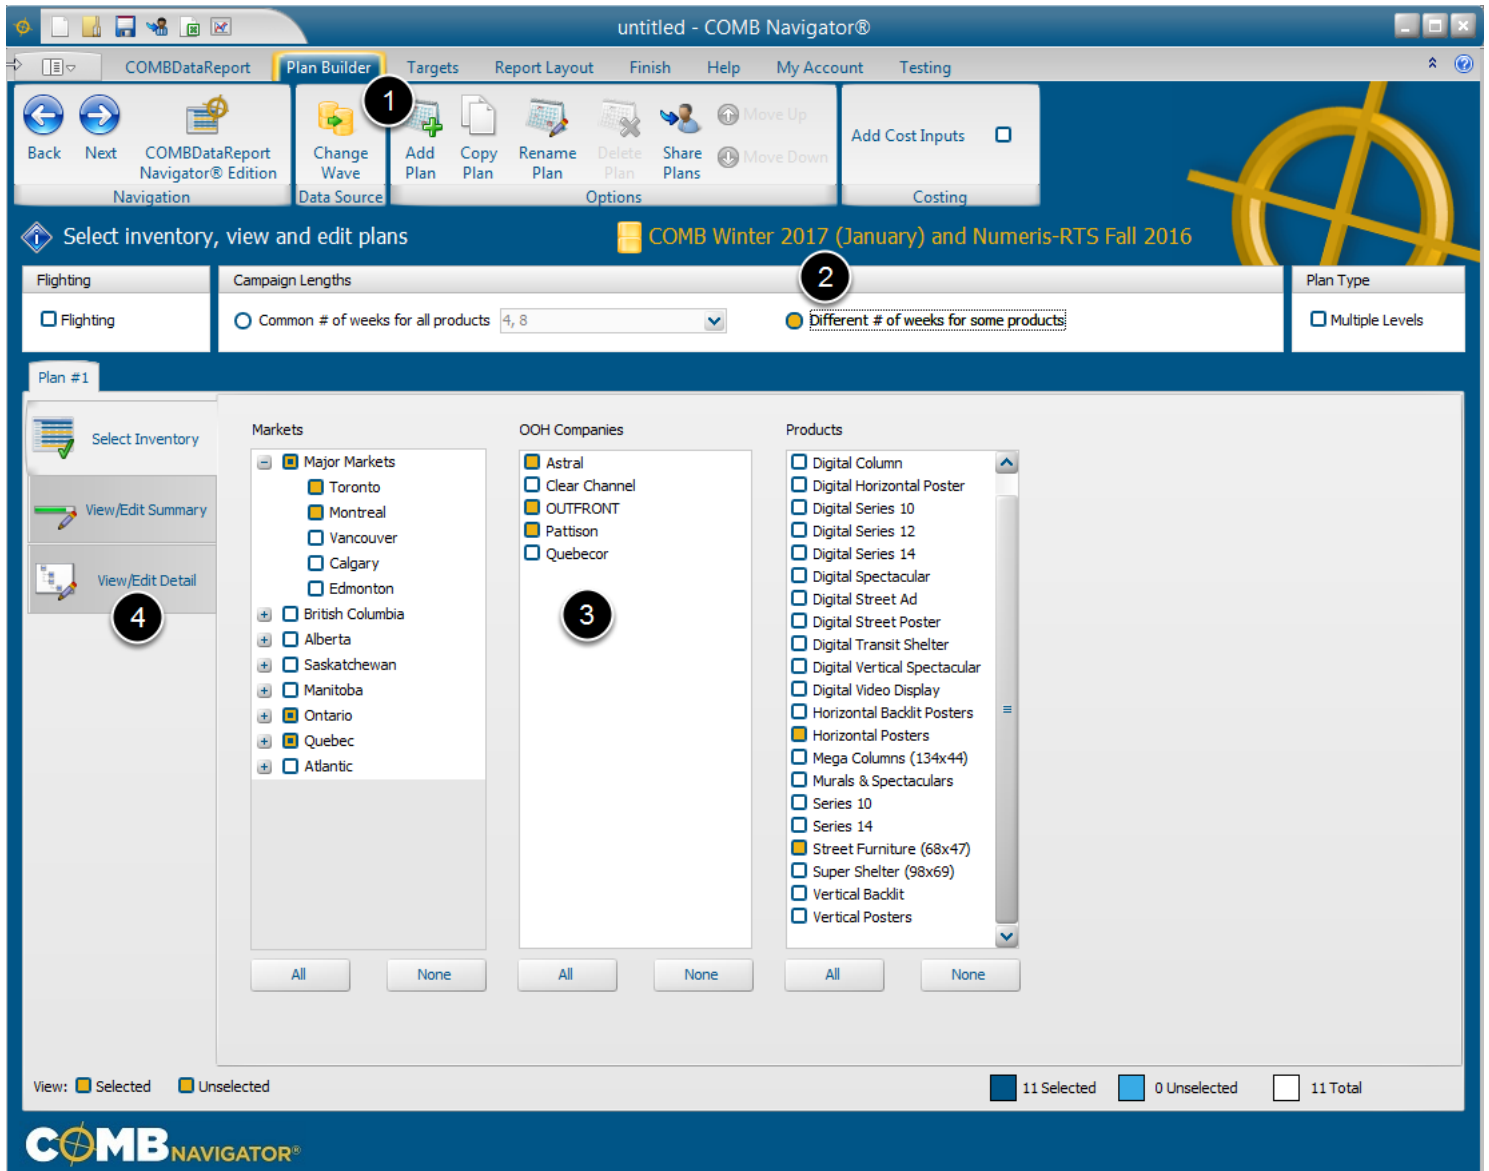 untitled - COMB Navigator®
COMBDataReport Plan Builder Targets Report Layout Finish Help My Account Testing
1
Back Next COMBDataReport Navigator® Edition
Navigation
Change Wave
Data Source
Add Plan Copy Plan Rename Plan Delete Plan Share Plans Move Up Move Down
Options
Add Cost Inputs
Costing
Select inventory, view and edit plans
COMB Winter 2017 (January) and Numeris-RTS Fall 2016
2
Flighting
Flighting
Campaign Lengths
Common # of weeks for all products 4, 8
Different # of weeks for some products
Plan Type
Multiple Levels
Plan #1
Select Inventory
View/Edit Summary
View/Edit Detail
4
Markets
Major Markets
Toronto
Montreal
Vancouver
Calgary
Edmonton
British Columbia
Alberta
Saskatchewan
Manitoba
Ontario
Quebec
Atlantic
All None
OOH Companies
Astral
Clear Channel
OUTFRONT
Pattison
Quebecor
3
All None
Products
Digital Column
Digital Horizontal Poster
Digital Series 10
Digital Series 12
Digital Series 14
Digital Spectacular
Digital Street Ad
Digital Street Poster
Digital Transit Shelter
Digital Vertical Spectacular
Digital Video Display
Horizontal Backlit Posters
Horizontal Posters
Mega Columns (134x44)
Murals & Spectaculars
Series 10
Series 14
Street Furniture (68x47)
Super Shelter (98x69)
Vertical Backlit
Vertical Posters
All None
View: Selected Unselected
11 Selected 0 Unselected 11 Total
COMB NAVIGATOR®